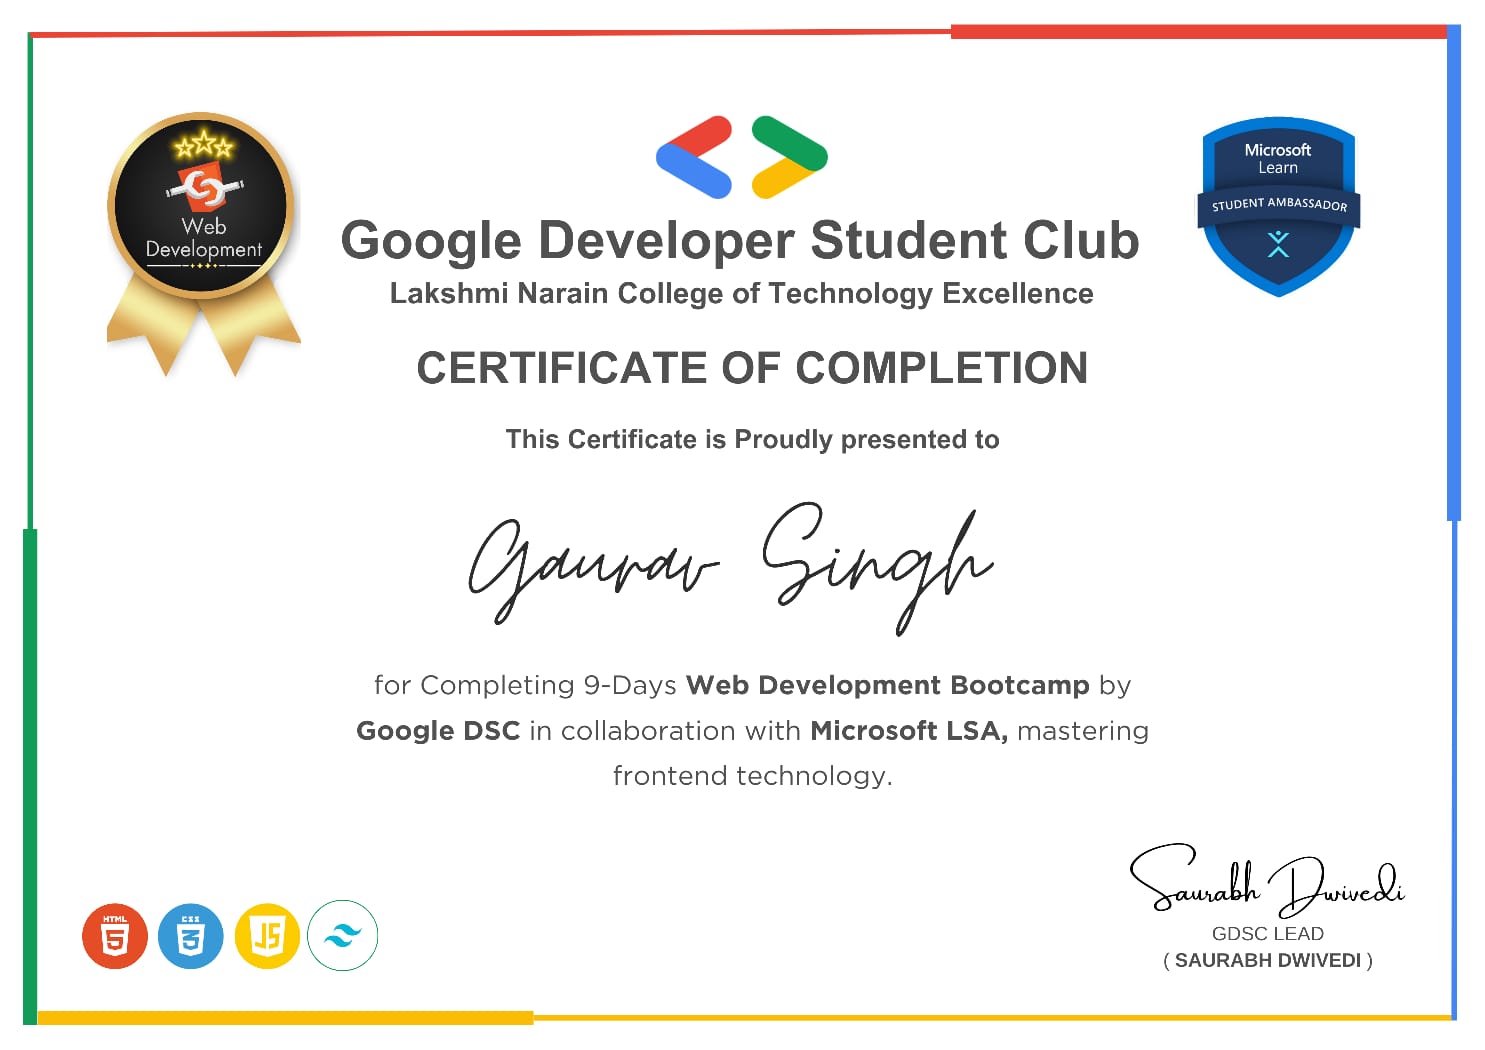 Web
Development
Microsoft
Learn
STUDENT AMBASSADOR
Google Developer Student Club
Lakshmi Narain College of Technology Excellence
CERTIFICATE OF COMPLETION
This Certificate is Proudly presented to
Gaurav Singh
for Completing 9-Days Web Development Bootcamp by
Google DSC in collaboration with Microsoft LSA, mastering
frontend technology.
HTML
5
CSS
3
JS
Saurabh Dwivedi
GDSC LEAD
( SAURABH DWIVEDI )